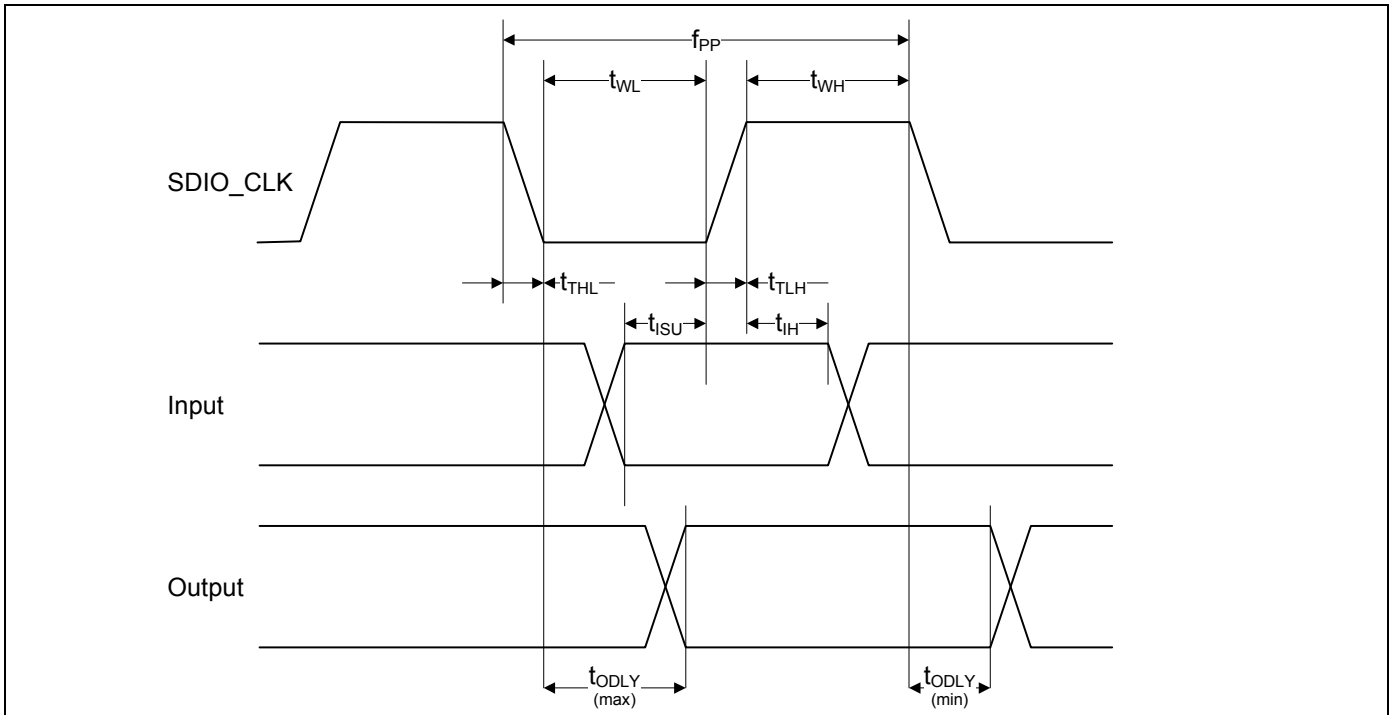 fPP
tWL
tWH
SDIO_CLK
tTHL
tTLH
tISU
tIH
Input
Output
tODLY
(max)
tODLY
(min)